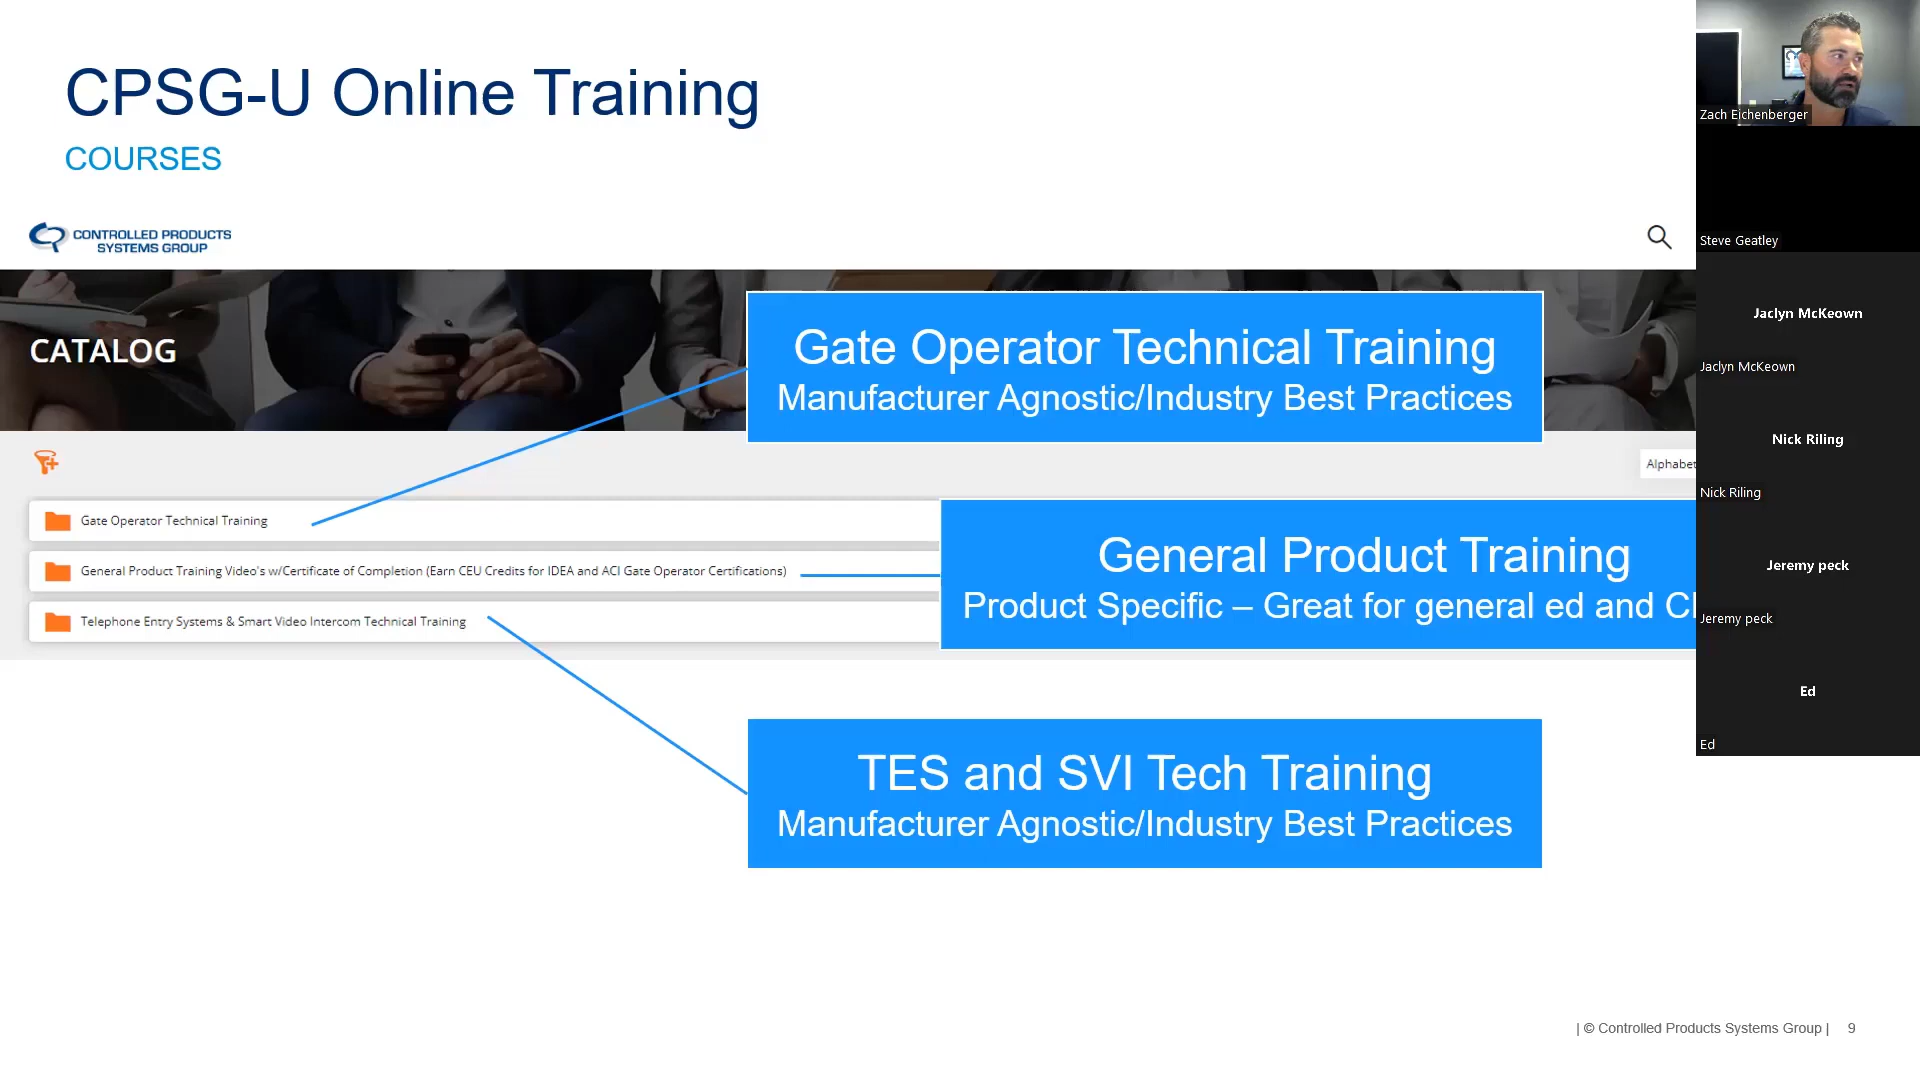 CPSG-U Online Training
COURSES
CONTROLLED PRODUCTS
SYSTEMS GROUP
CATALOG
Gate Operator Technical Training
Manufacturer Agnostic/Industry Best Practices
Alphabet
Gate Operator Technical Training
General Product Training Video's w/Certificate of Completion (Earn CEU Credits for IDEA and ACI Gate Operator Certifications)
Telephone Entry Systems & Smart Video Intercom Technical Training
General Product Training
Product Specific – Great for general ed and C
TES and SVI Tech Training
Manufacturer Agnostic/Industry Best Practices
| © Controlled Products Systems Group | 9
Zach Eichenberger
Steve Geatley
Jaclyn McKeown
Jaclyn McKeown
Nick Riling
Nick Riling
Jeremy peck
Jeremy peck
Ed
Ed